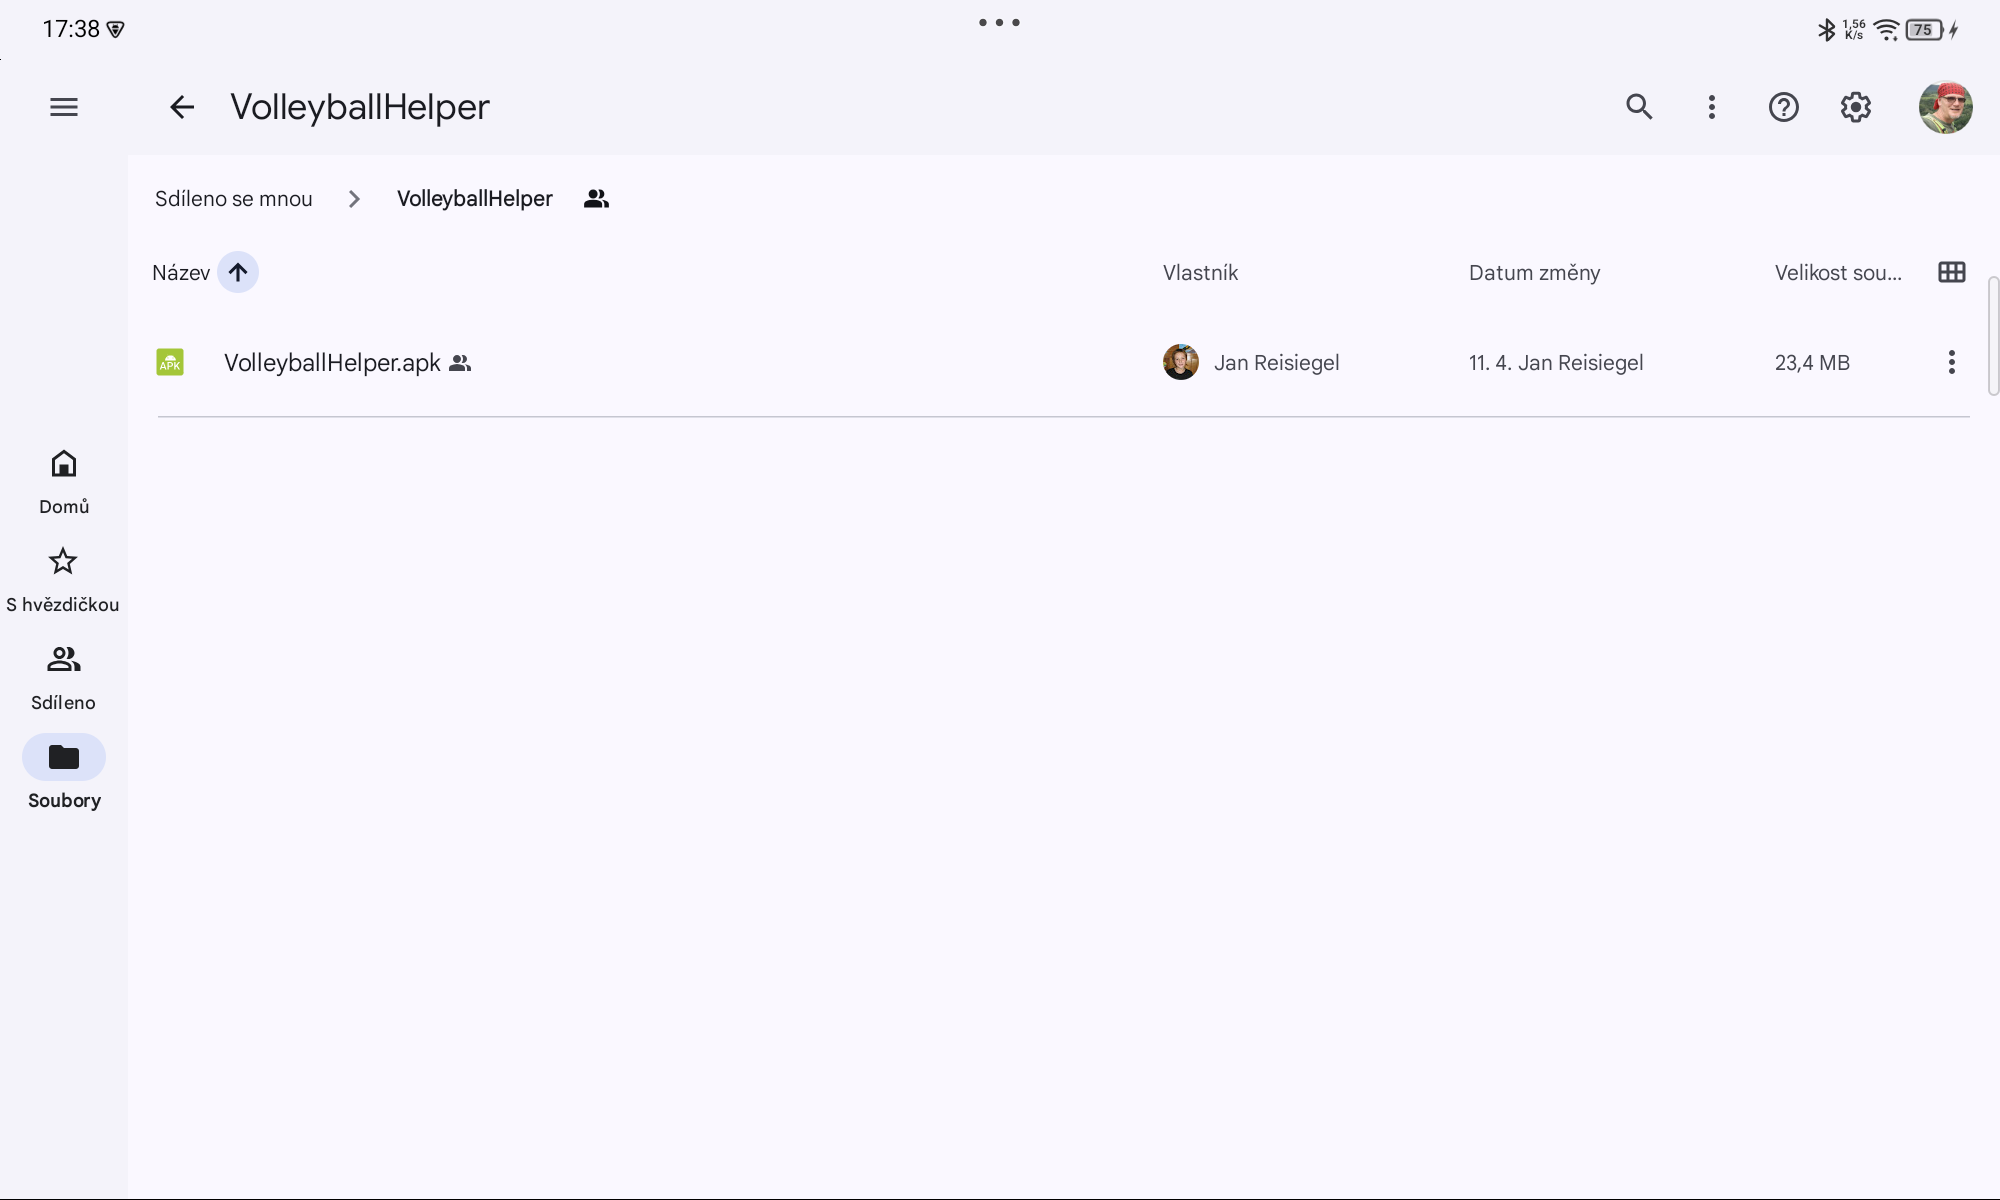 17:38
1,56
K/s
75
VolleyballHelper
Sdíleno se mnou
VolleyballHelper
Název
Vlastník
Datum změny
Velikost sou...
APK
VolleyballHelper.apk
Jan Reisiegel
11. 4. Jan Reisiegel
23,4 MB
Domů
S hvězdičkou
Sdíleno
Soubory